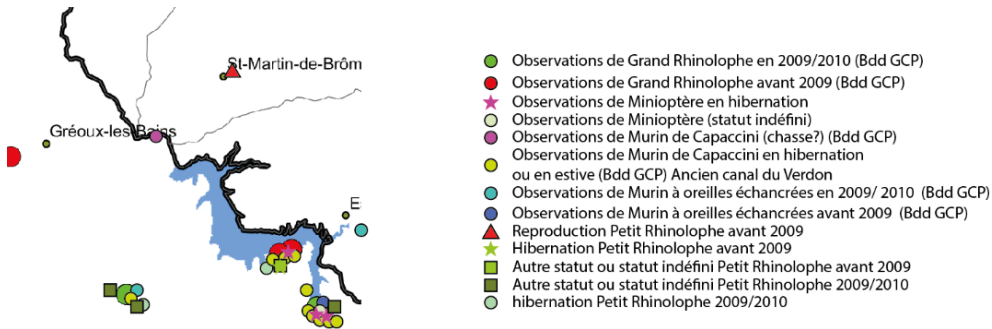 St-Martin-de-Brôm
Gréoux-les-Bains
E
Observations de Grand Rhinolophe en 2009/2010 (Bdd GCP)
Observations de Grand Rhinolophe avant 2009 (Bdd GCP)
Observations de Minioptère en hibernation
Observations de Minioptère (statut indéfini)
Observations de Murin de Capaccini (chasse?) (Bdd GCP)
Observations de Murin de Capaccini en hibernation
ou en estive (Bdd GCP) Ancien canal du Verdon
Observations de Murin à oreilles échancrées en 2009/ 2010 (Bdd GCP)
Observations de Murin à oreilles échancrées avant 2009 (Bdd GCP)
Reproduction Petit Rhinolophe avant 2009
Hibernation Petit Rhinolophe avant 2009
Autre statut ou statut indéfini Petit Rhinolophe avant 2009
Autre statut ou statut indéfini Petit Rhinolophe 2009/2010
hibernation Petit Rhinolophe 2009/2010